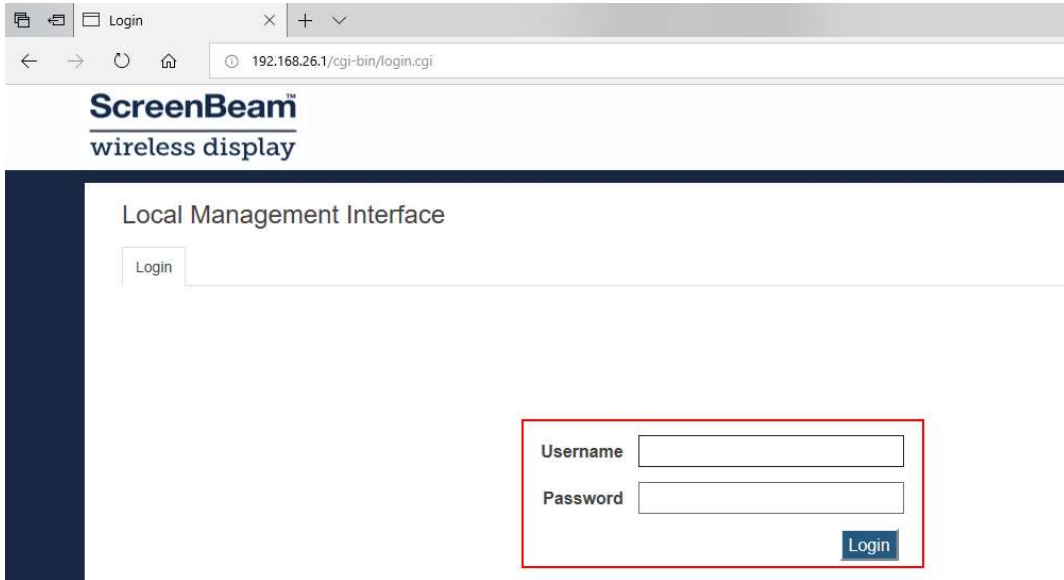 Login
192.168.26.1/cgi-bin/login.cgi
ScreenBeam™
wireless display
Local Management Interface
Login
Username
Password
Login